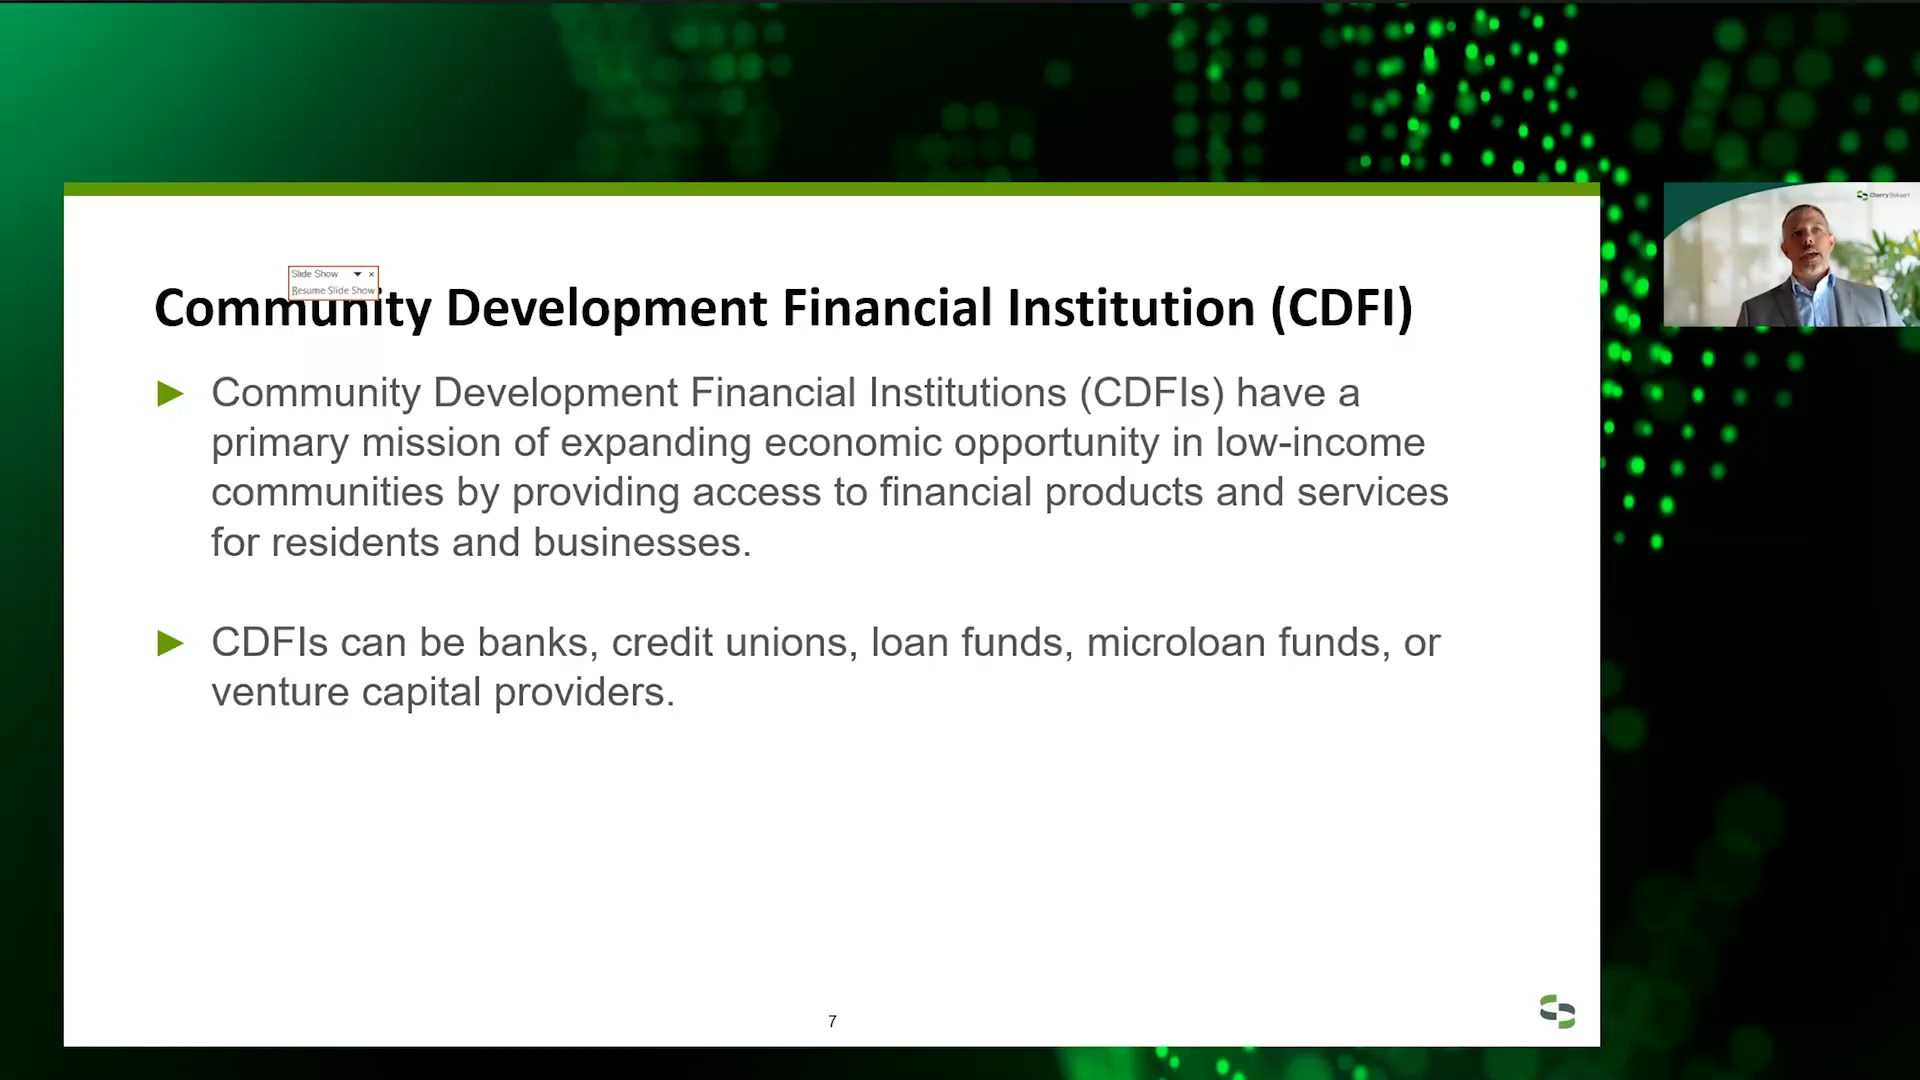 Cherry Bekaert
Slide Show
Resume Slide Show
Community Development Financial Institution (CDFI)
Community Development Financial Institutions (CDFIs) have a
primary mission of expanding economic opportunity in low-income
communities by providing access to financial products and services
for residents and businesses.
CDFIs can be banks, credit unions, loan funds, microloan funds, or
venture capital providers.
7